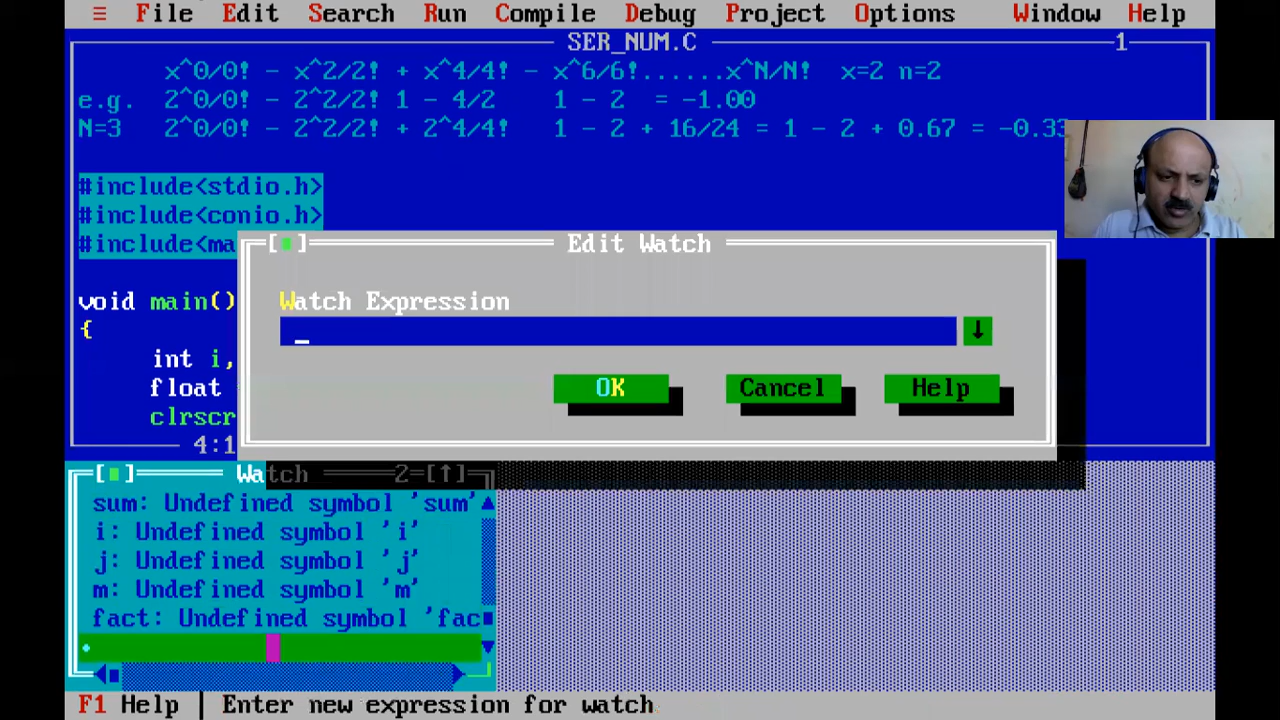 ≡ File Edit Search Run Compile Debug Project Options Window Help
SER_NUM.C 1
x^0/0! - x^2/2! + x^4/4! - x^6/6!......x^N/N! x=2 n=2
e.g. 2^0/0! - 2^2/2! 1 - 4/2 1 - 2 = -1.00
N=3 2^0/0! - 2^2/2! + 2^4/4! 1 - 2 + 16/24 = 1 - 2 + 0.67 = -0.33
#include<stdio.h>
#include<conio.h>
#include<ma
void main()
{
int i,
float
clrscr
4:1
[■] Edit Watch
Watch Expression
_ ↓
OK Cancel Help
[■] Watch 2=[↑]
sum: Undefined symbol 'sum'
i: Undefined symbol 'i'
j: Undefined symbol 'j'
m: Undefined symbol 'm'
fact: Undefined symbol 'fac
F1 Help │ Enter new expression for watch